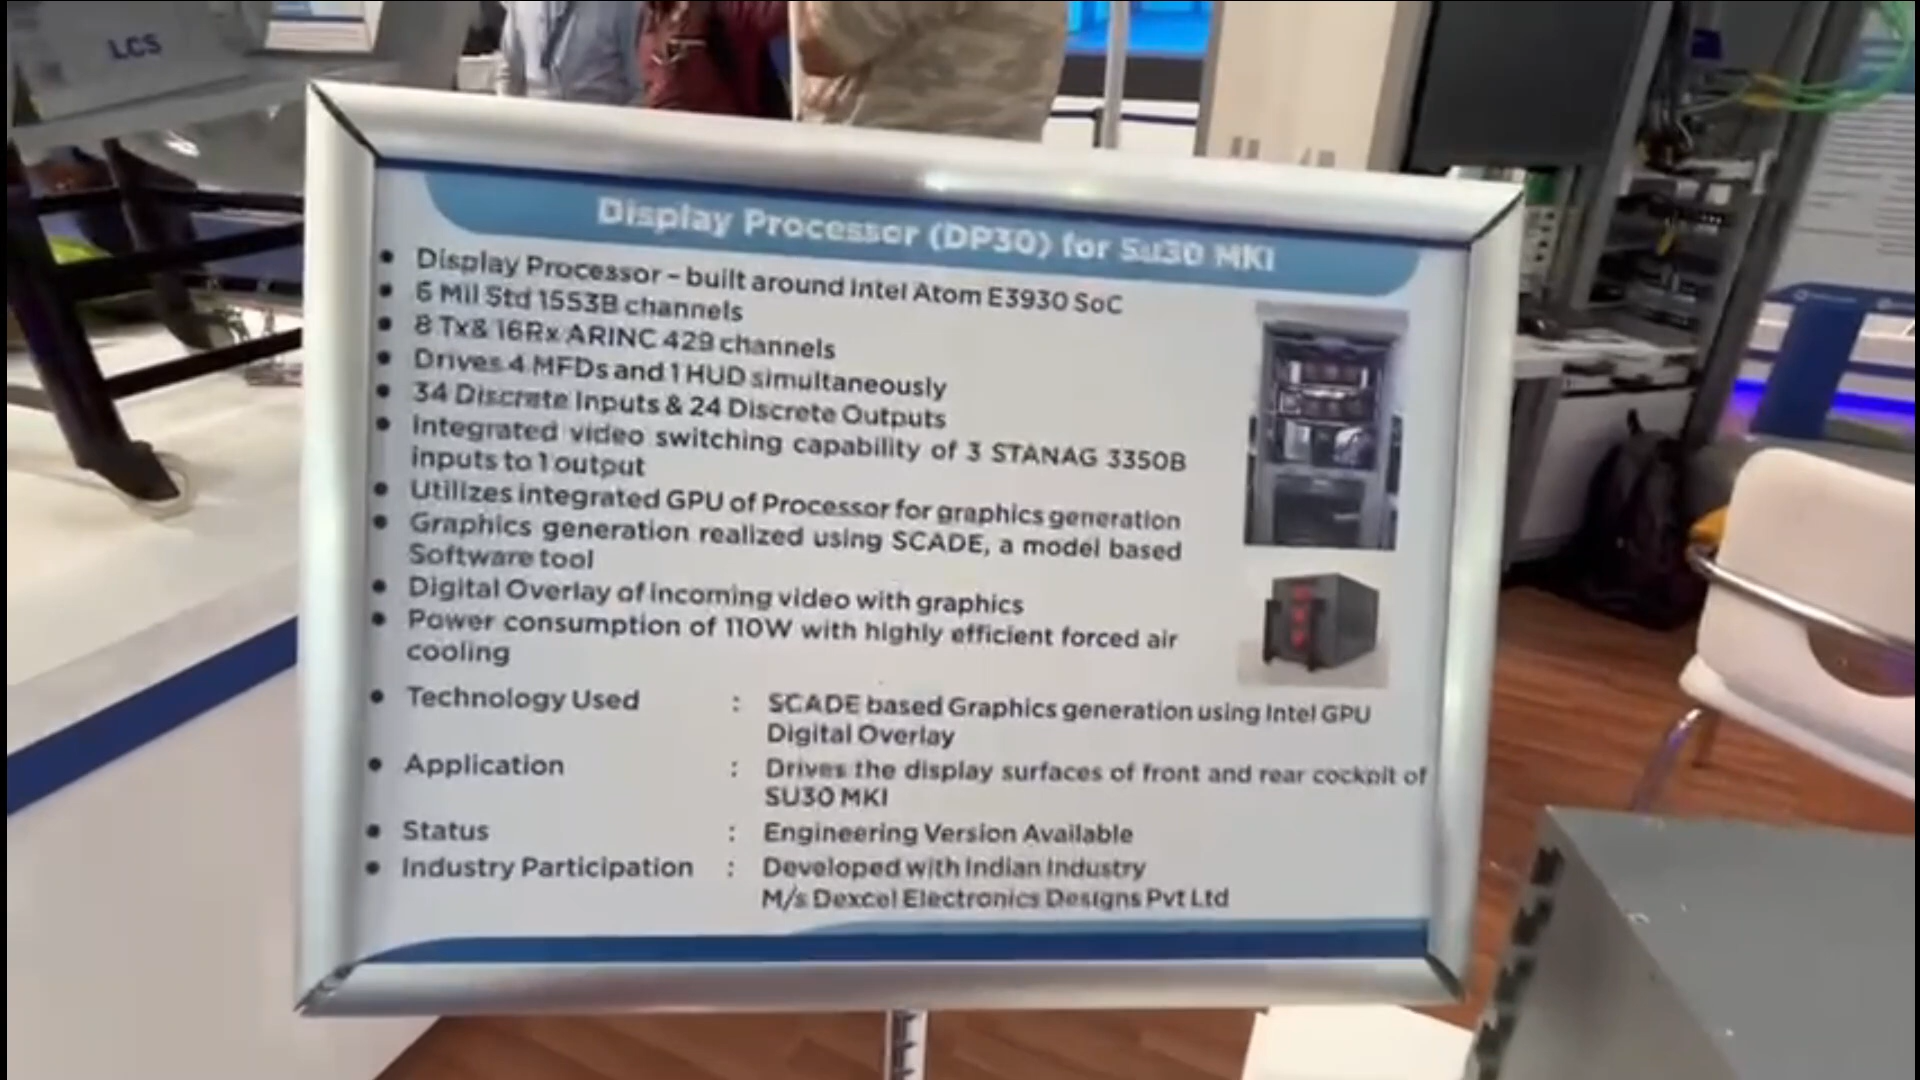 LCS
Display Processor (DP30) for Su30 MKI
• Display Processor – built around Intel Atom E3930 SoC
• 6 Mil Std 1553B channels
• 8 Tx& 16Rx ARINC 429 channels
• Drives 4 MFDs and 1 HUD simultaneously
• 34 Discrete Inputs & 24 Discrete Outputs
• Integrated video switching capability of 3 STANAG 3350B
inputs to 1 output
• Utilizes integrated GPU of Processor for graphics generation
• Graphics generation realized using SCADE, a model based
Software tool
• Digital Overlay of incoming video with graphics
• Power consumption of 110W with highly efficient forced air
cooling
• Technology Used : SCADE based Graphics generation using Intel GPU
Digital Overlay
• Application : Drives the display surfaces of front and rear cockpit of
SU30 MKI
• Status : Engineering Version Available
• Industry Participation : Developed with Indian Industry
M/s Dexcel Electronics Designs Pvt Ltd